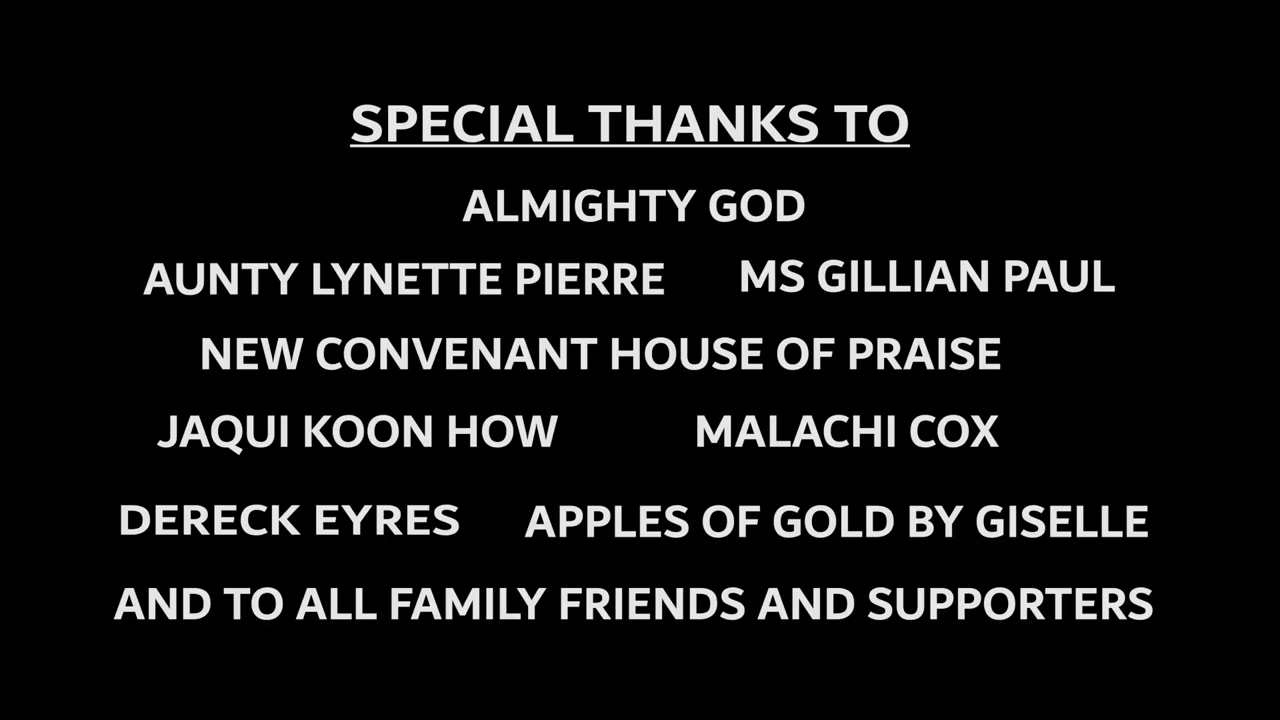 SPECIAL THANKS TO
ALMIGHTY GOD
AUNTY LYNETTE PIERRE MS GILLIAN PAUL
NEW CONVENANT HOUSE OF PRAISE
JAQUI KOON HOW MALACHI COX
DERECK EYRES APPLES OF GOLD BY GISELLE
AND TO ALL FAMILY FRIENDS AND SUPPORTERS